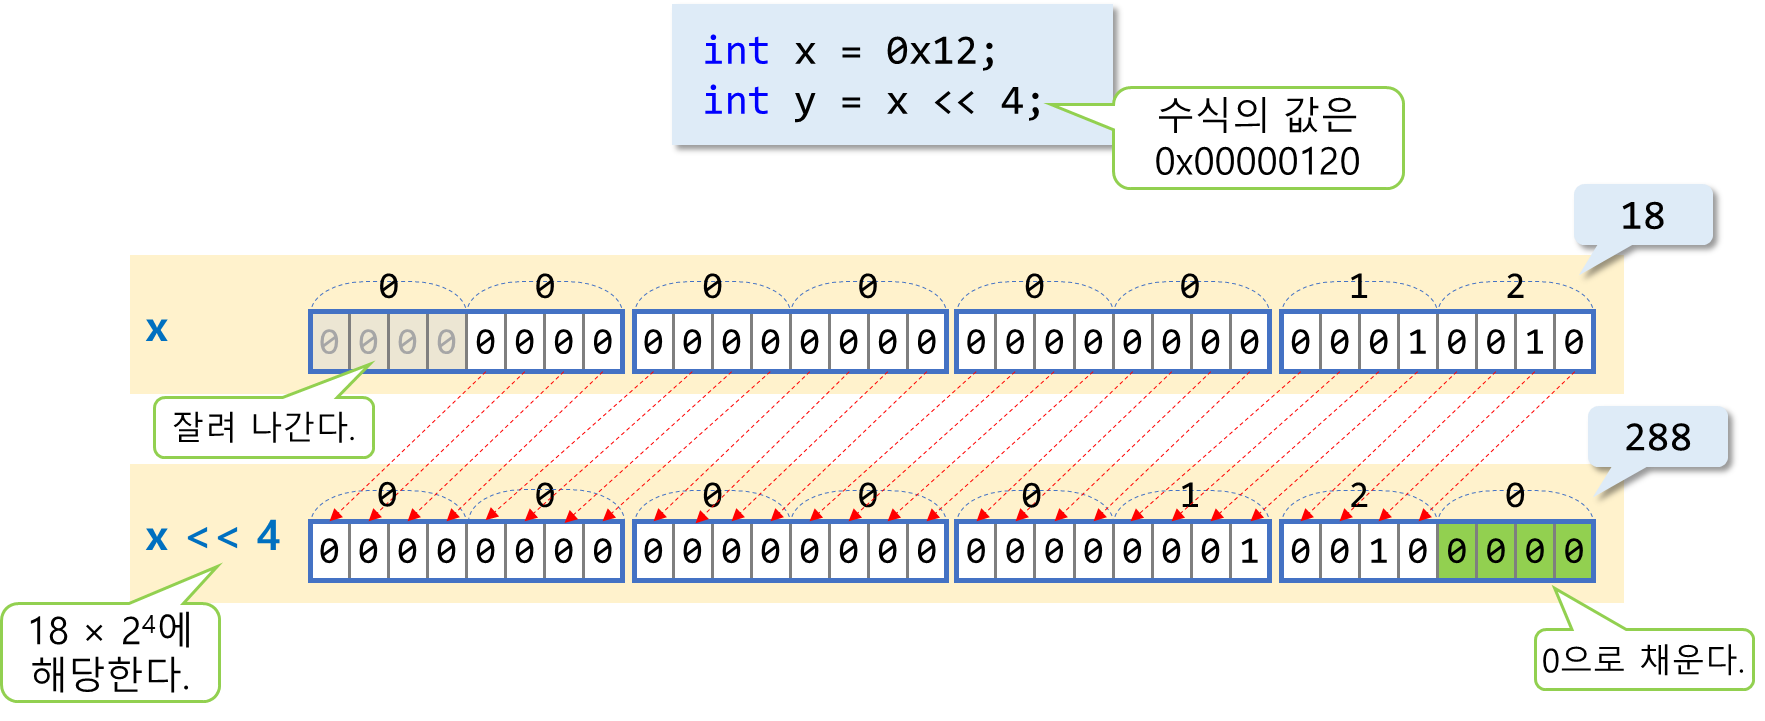 int x = 0x12;
int y = x << 4;
수식의 값은
0x00000120
18
0 0 0 0 0 0 1 2
x
0 0 0 0 0 0 0 0 0 0 0 0 0 0 0 0 0 0 0 0 0 0 0 0 0 0 0 1 0 0 1 0
잘려 나간다.
288
0 0 0 0 0 1 2 0
x << 4
0 0 0 0 0 0 0 0 0 0 0 0 0 0 0 0 0 0 0 0 0 0 0 1 0 0 1 0 0 0 0 0
18 × 2⁴에
해당한다.
0으로 채운다.